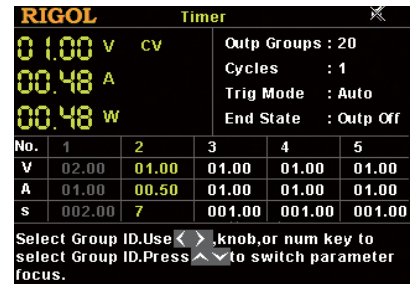 RIGOL Timer
01.00 V CV
00.48 A
00.48 W
Outp Groups : 20
Cycles : 1
Trig Mode : Auto
End State : Outp Off
No. 1 2 3 4 5
V 02.00 01.00 01.00 01.00 01.00
A 01.00 00.50 01.00 01.00 01.00
s 002.00 7 001.00 001.00 001.00
Select Group ID.Use ,knob,or num key to
select Group ID.Press to switch parameter
focus.